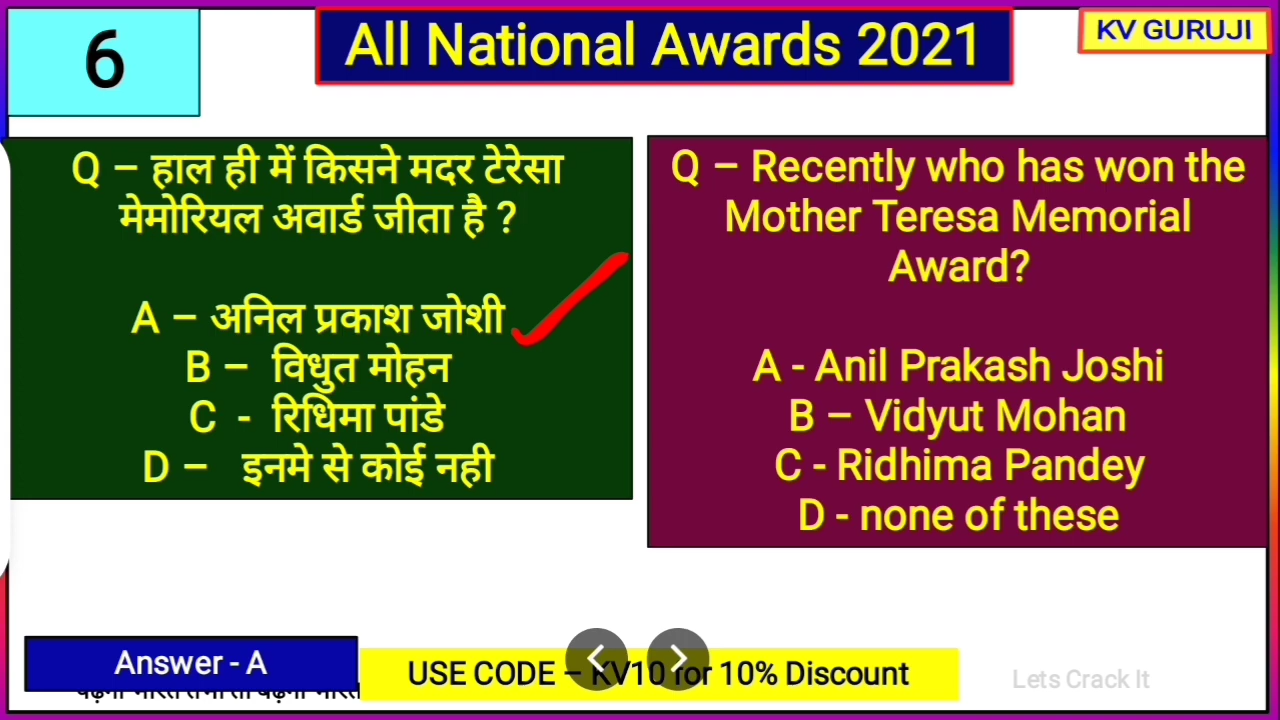 6
All National Awards 2021
KV GURUJI
Q – हाल ही में किसने मदर टेरेसा
मेमोरियल अवार्ड जीता है ?
A – अनिल प्रकाश जोशी
B – विधुत मोहन
C - रिधिमा पांडे
D – इनमे से कोई नही
Q – Recently who has won the
Mother Teresa Memorial
Award?
A - Anil Prakash Joshi
B – Vidyut Mohan
C - Ridhima Pandey
D - none of these
Answer - A
USE CODE – KV10 for 10% Discount
Lets Crack It